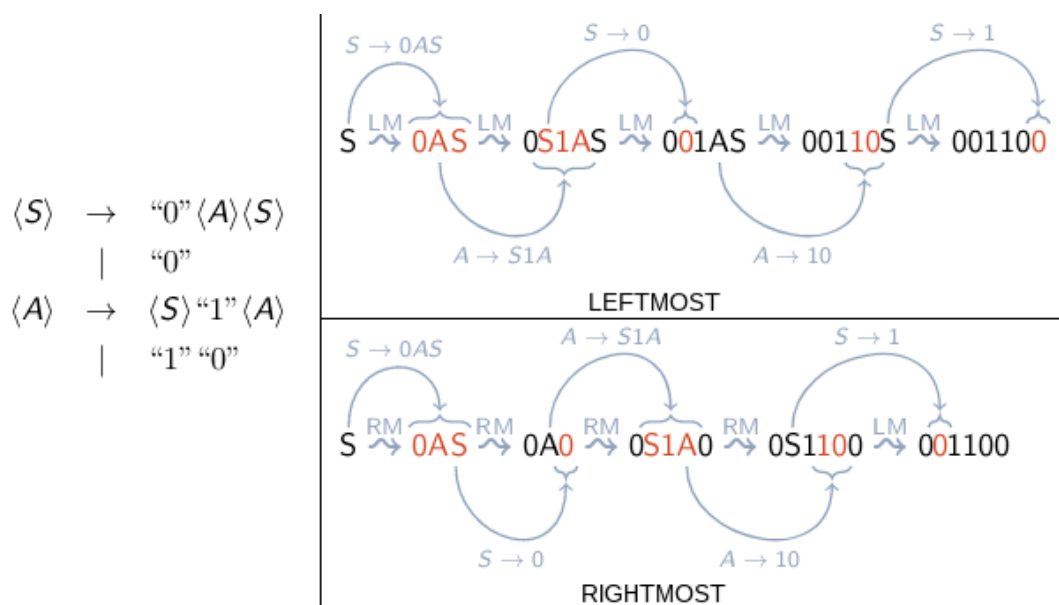 ⟨S⟩ → “0”⟨A⟩⟨S⟩
| “0”
⟨A⟩ → ⟨S⟩“1”⟨A⟩
| “1”“0”
S → 0AS S → 0 S → 1
LM LM LM LM LM
S 0AS 0S1AS 001AS 00110S 001100
A → S1A A → 10
LEFTMOST
S → 0AS A → S1A S → 1
RM RM RM RM LM
S 0AS 0A0 0S1A0 0S1100 001100
S → 0 A → 10
RIGHTMOST